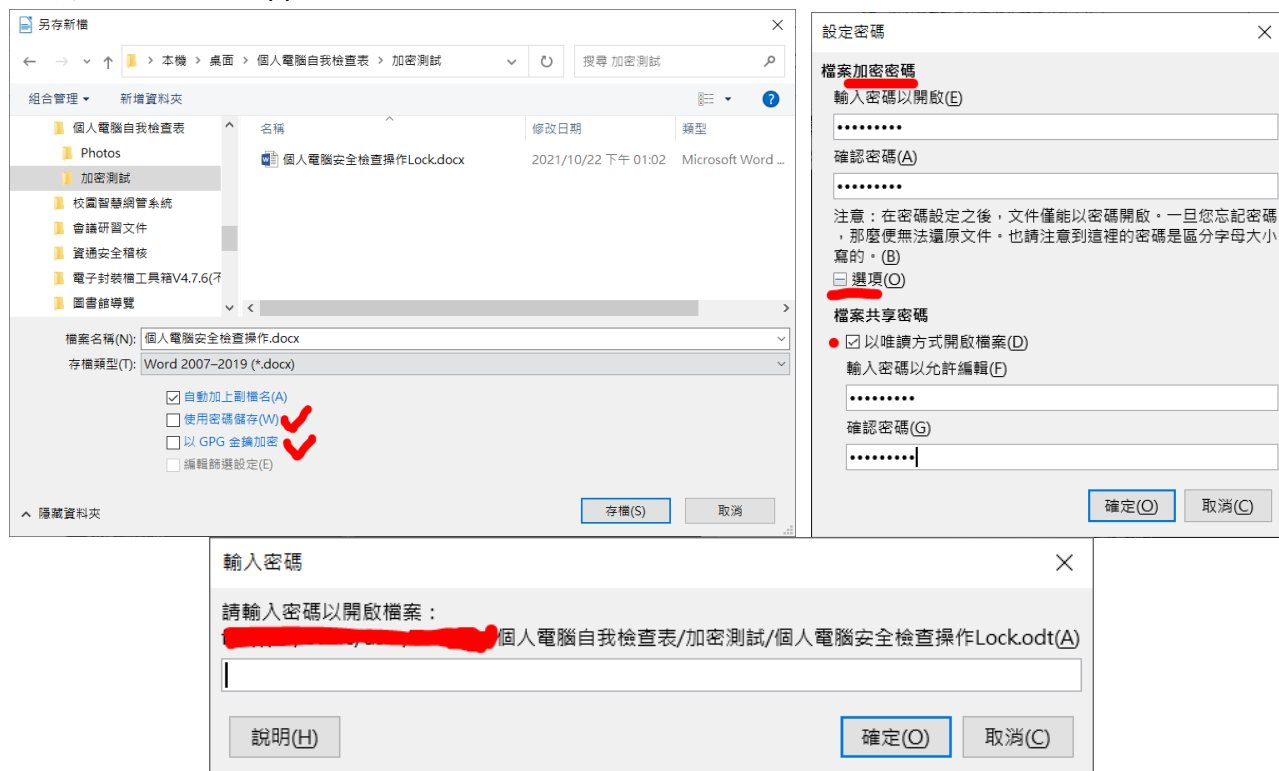 另存新檔
本機 > 桌面 > 個人電腦自我檢查表 > 加密測試
搜尋 加密測試
組合管理 新增資料夾
個人電腦自我檢查表
Photos
加密測試
校園智慧網管系統
會議研習文件
資通安全稽核
電子封裝檔工具箱V4.7.6(不
圖書館導覽
名稱 修改日期 類型
個人電腦安全檢查操作Lock.docx 2021/10/22 下午 01:02 Microsoft Word ...
檔案名稱(N): 個人電腦安全檢查操作.docx
存檔類型(T): Word 2007–2019 (*.docx)
自動加上副檔名(A)
使用密碼儲存(W)
以 GPG 金鑰加密
編輯篩選設定(E)
隱藏資料夾
存檔(S) 取消
設定密碼
檔案加密密碼
輸入密碼以開啟(E)
•••••••••
確認密碼(A)
•••••••••
注意：在密碼設定之後，文件僅能以密碼開啟。一旦您忘記密碼
，那麼便無法還原文件。也請注意到這裡的密碼是區分字母大小
寫的。(B)
選項(O)
檔案共享密碼
以唯讀方式開啟檔案(D)
輸入密碼以允許編輯(F)
•••••••••
確認密碼(G)
•••••••••
確定(O) 取消(C)
輸入密碼
請輸入密碼以開啟檔案：
個人電腦自我檢查表/加密測試/個人電腦安全檢查操作Lock.odt(A)
說明(H) 確定(O) 取消(C)